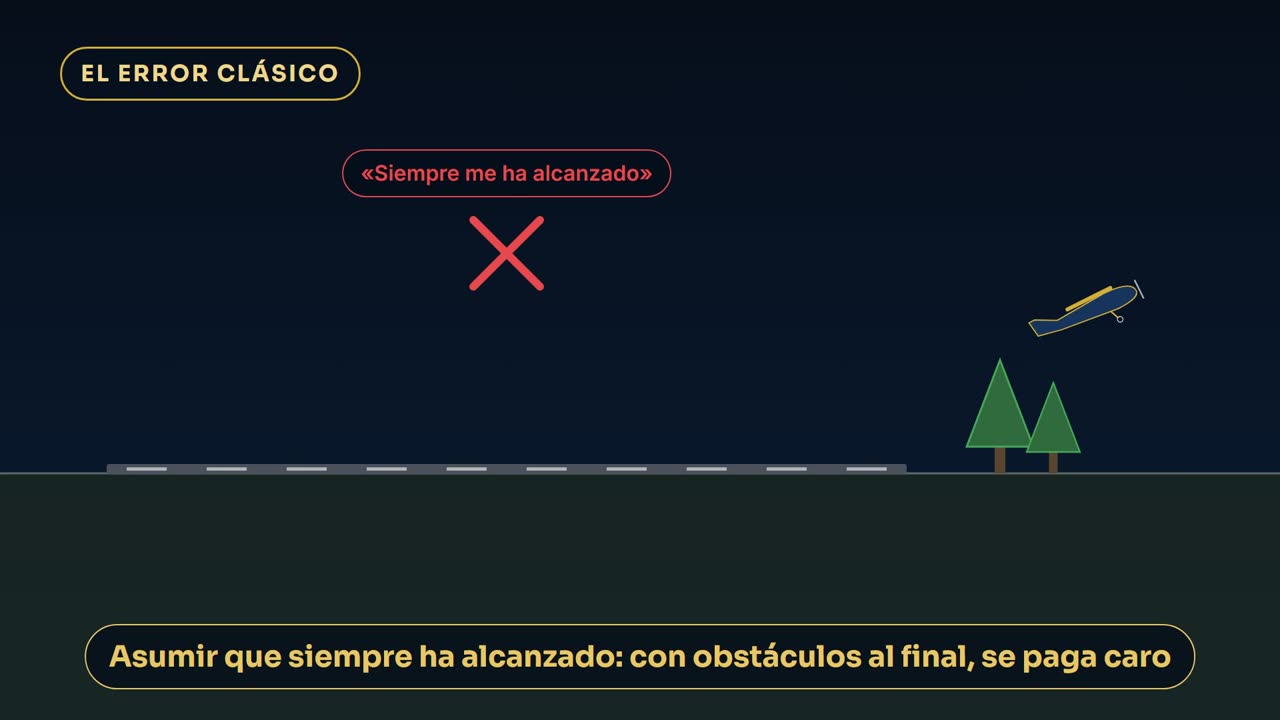 EL ERROR CLÁSICO
«Siempre me ha alcanzado»
Asumir que siempre ha alcanzado: con obstáculos al final, se paga caro